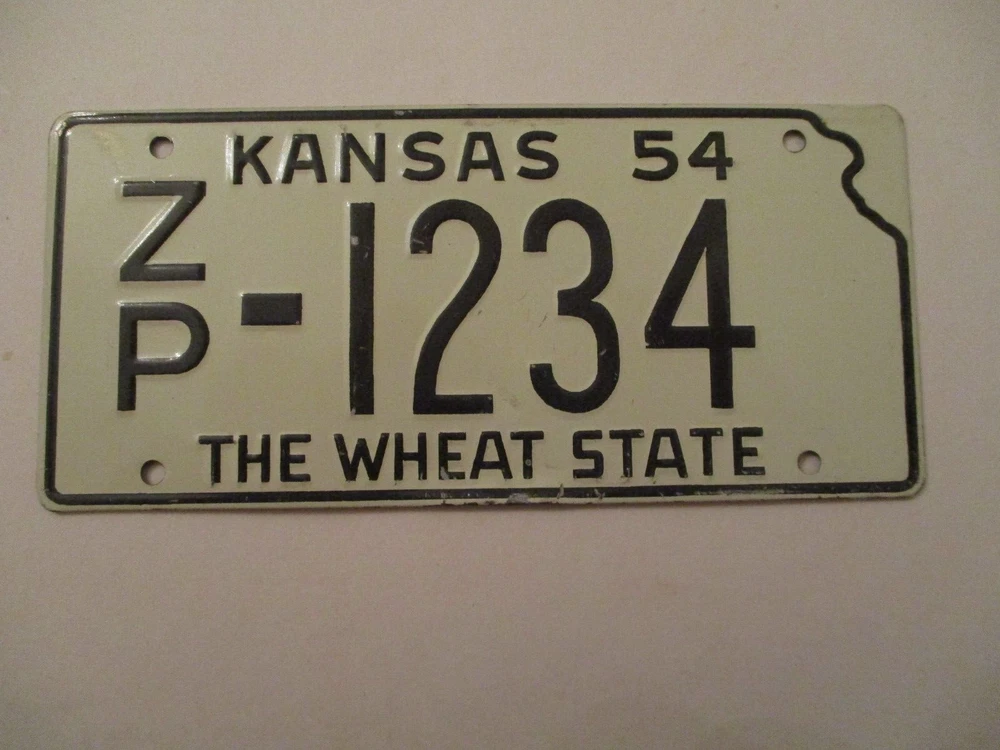 KANSAS 54
ZP-1234
THE WHEAT STATE